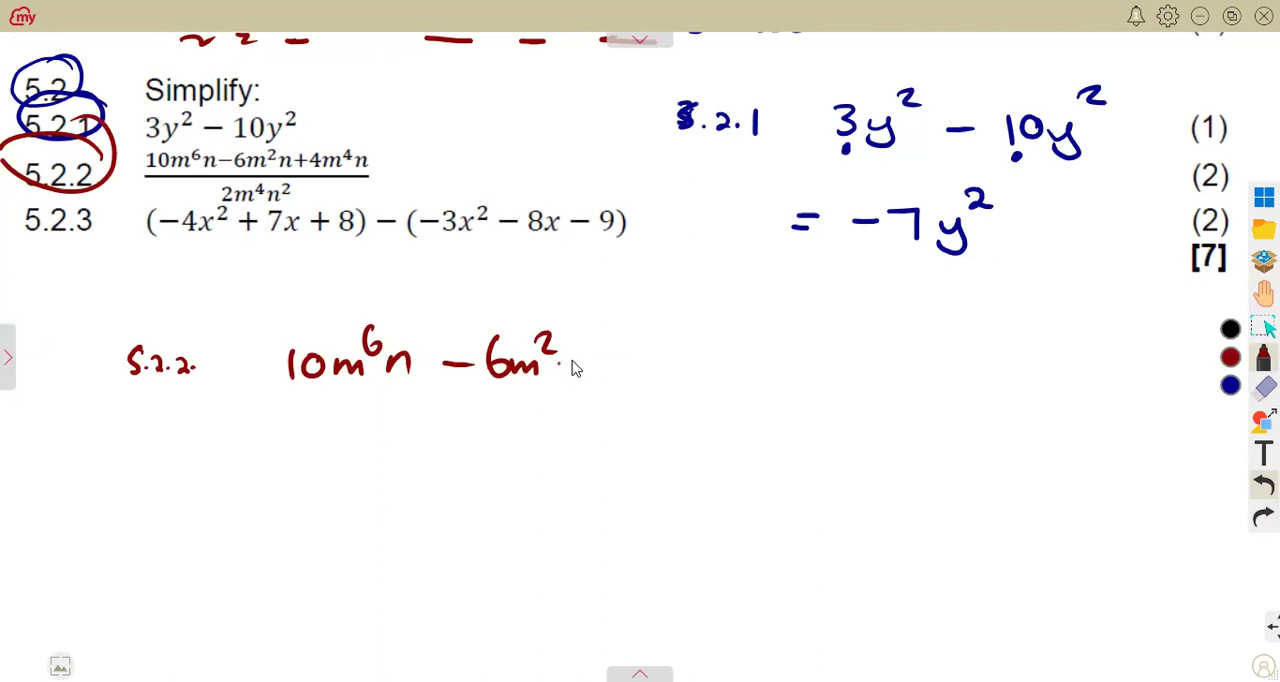 my
5.2 Simplify:
5.2.1 3y² − 10y² (1)
5.2.2 (10m⁶n−6m²n+4m⁴n)/(2m⁴n²) (2)
5.2.3 (−4x² + 7x + 8) − (−3x² − 8x − 9) (2)
[7]
5.2.1 3y² − 10y²
= −7y²
5.2.2. 10m⁶n − 6m²
T